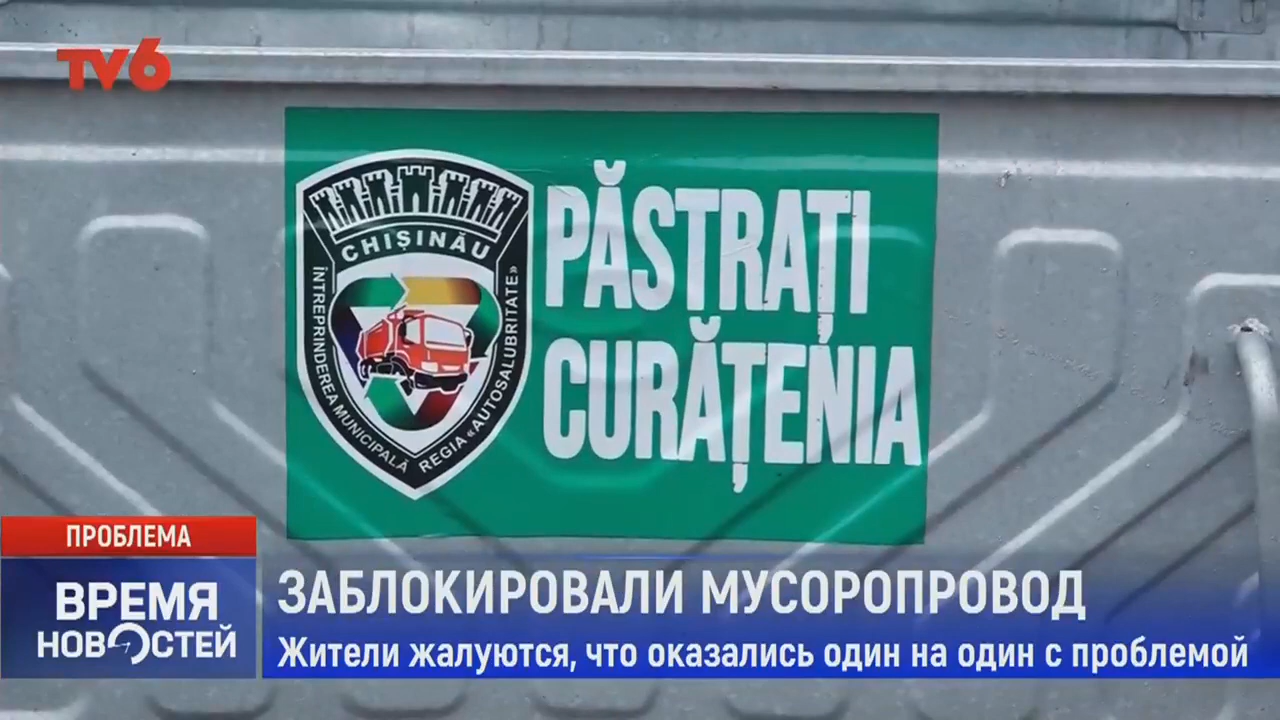 TV6
CHIȘINĂU
ÎNTREPRINDEREA MUNICIPALĂ REGIA «AUTOSALUBRITATE»
PĂSTRAȚI
CURĂȚENIA
ПРОБЛЕМА
ВРЕМЯ
НОВОСТЕЙ
ЗАБЛОКИРОВАЛИ МУСОРОПРОВОД
Жители жалуются, что оказались один на один с проблемой